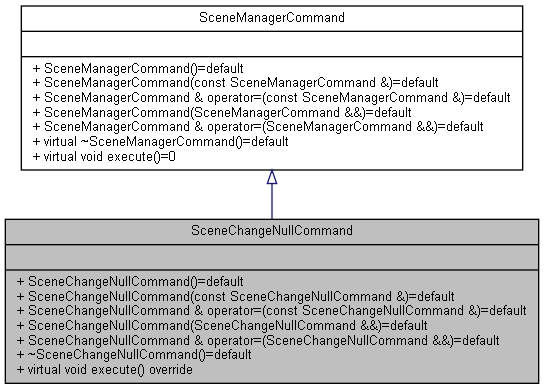 SceneManagerCommand
+ SceneManagerCommand()=default
+ SceneManagerCommand(const SceneManagerCommand &)=default
+ SceneManagerCommand & operator=(const SceneManagerCommand &)=default
+ SceneManagerCommand(SceneManagerCommand &&)=default
+ SceneManagerCommand & operator=(SceneManagerCommand &&)=default
+ virtual ~SceneManagerCommand()=default
+ virtual void execute()=0
SceneChangeNullCommand
+ SceneChangeNullCommand()=default
+ SceneChangeNullCommand(const SceneChangeNullCommand &)=default
+ SceneChangeNullCommand & operator=(const SceneChangeNullCommand &)=default
+ SceneChangeNullCommand(SceneChangeNullCommand &&)=default
+ SceneChangeNullCommand & operator=(SceneChangeNullCommand &&)=default
+ ~SceneChangeNullCommand()=default
+ virtual void execute() override